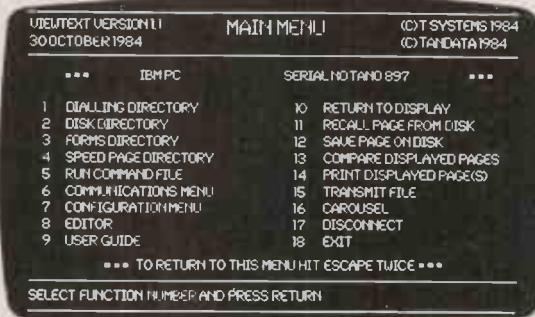 VIEWTEXT VERSION 1.1 MAIN MENU (C) T SYSTEMS 1984
30 OCTOBER 1984 (C) TANDATA 1984
*** IBM PC SERIAL NO TANO 897 ***
1 DIALLING DIRECTORY
2 DISK DIRECTORY
3 FORMS DIRECTORY
4 SPEED PAGE DIRECTORY
5 RUN COMMAND FILE
6 COMMUNICATIONS MENU
7 CONFIGURATION MENU
8 EDITOR
9 USER GUIDE
10 RETURN TO DISPLAY
11 RECALL PAGE FROM DISK
12 SAVE PAGE ON DISK
13 COMPARE DISPLAYED PAGES
14 PRINT DISPLAYED PAGE(S)
15 TRANSMIT FILE
16 CAROUSEL
17 DISCONNECT
18 EXIT
*** TO RETURN TO THIS MENU HIT ESCAPE TWICE ***
SELECT FUNCTION NUMBER AND PRESS RETURN